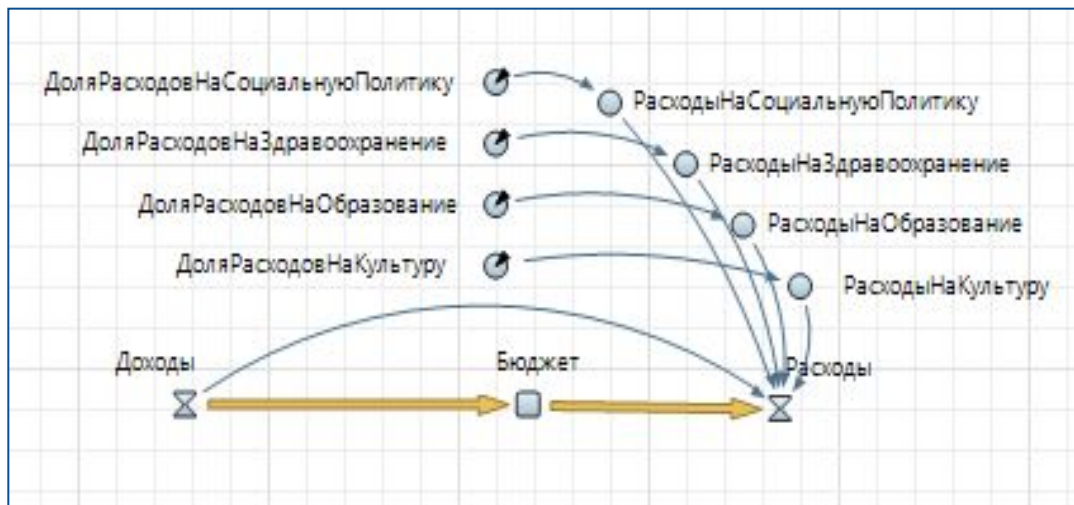 ДоляРасходовНаСоциальнуюПолитику
РасходыНаСоциальнуюПолитику
ДоляРасходовНаЗдравоохранение
РасходыНаЗдравоохранение
ДоляРасходовНаОбразование
РасходыНаОбразование
ДоляРасходовНаКультуру
РасходыНаКультуру
Доходы
Бюджет
Расходы